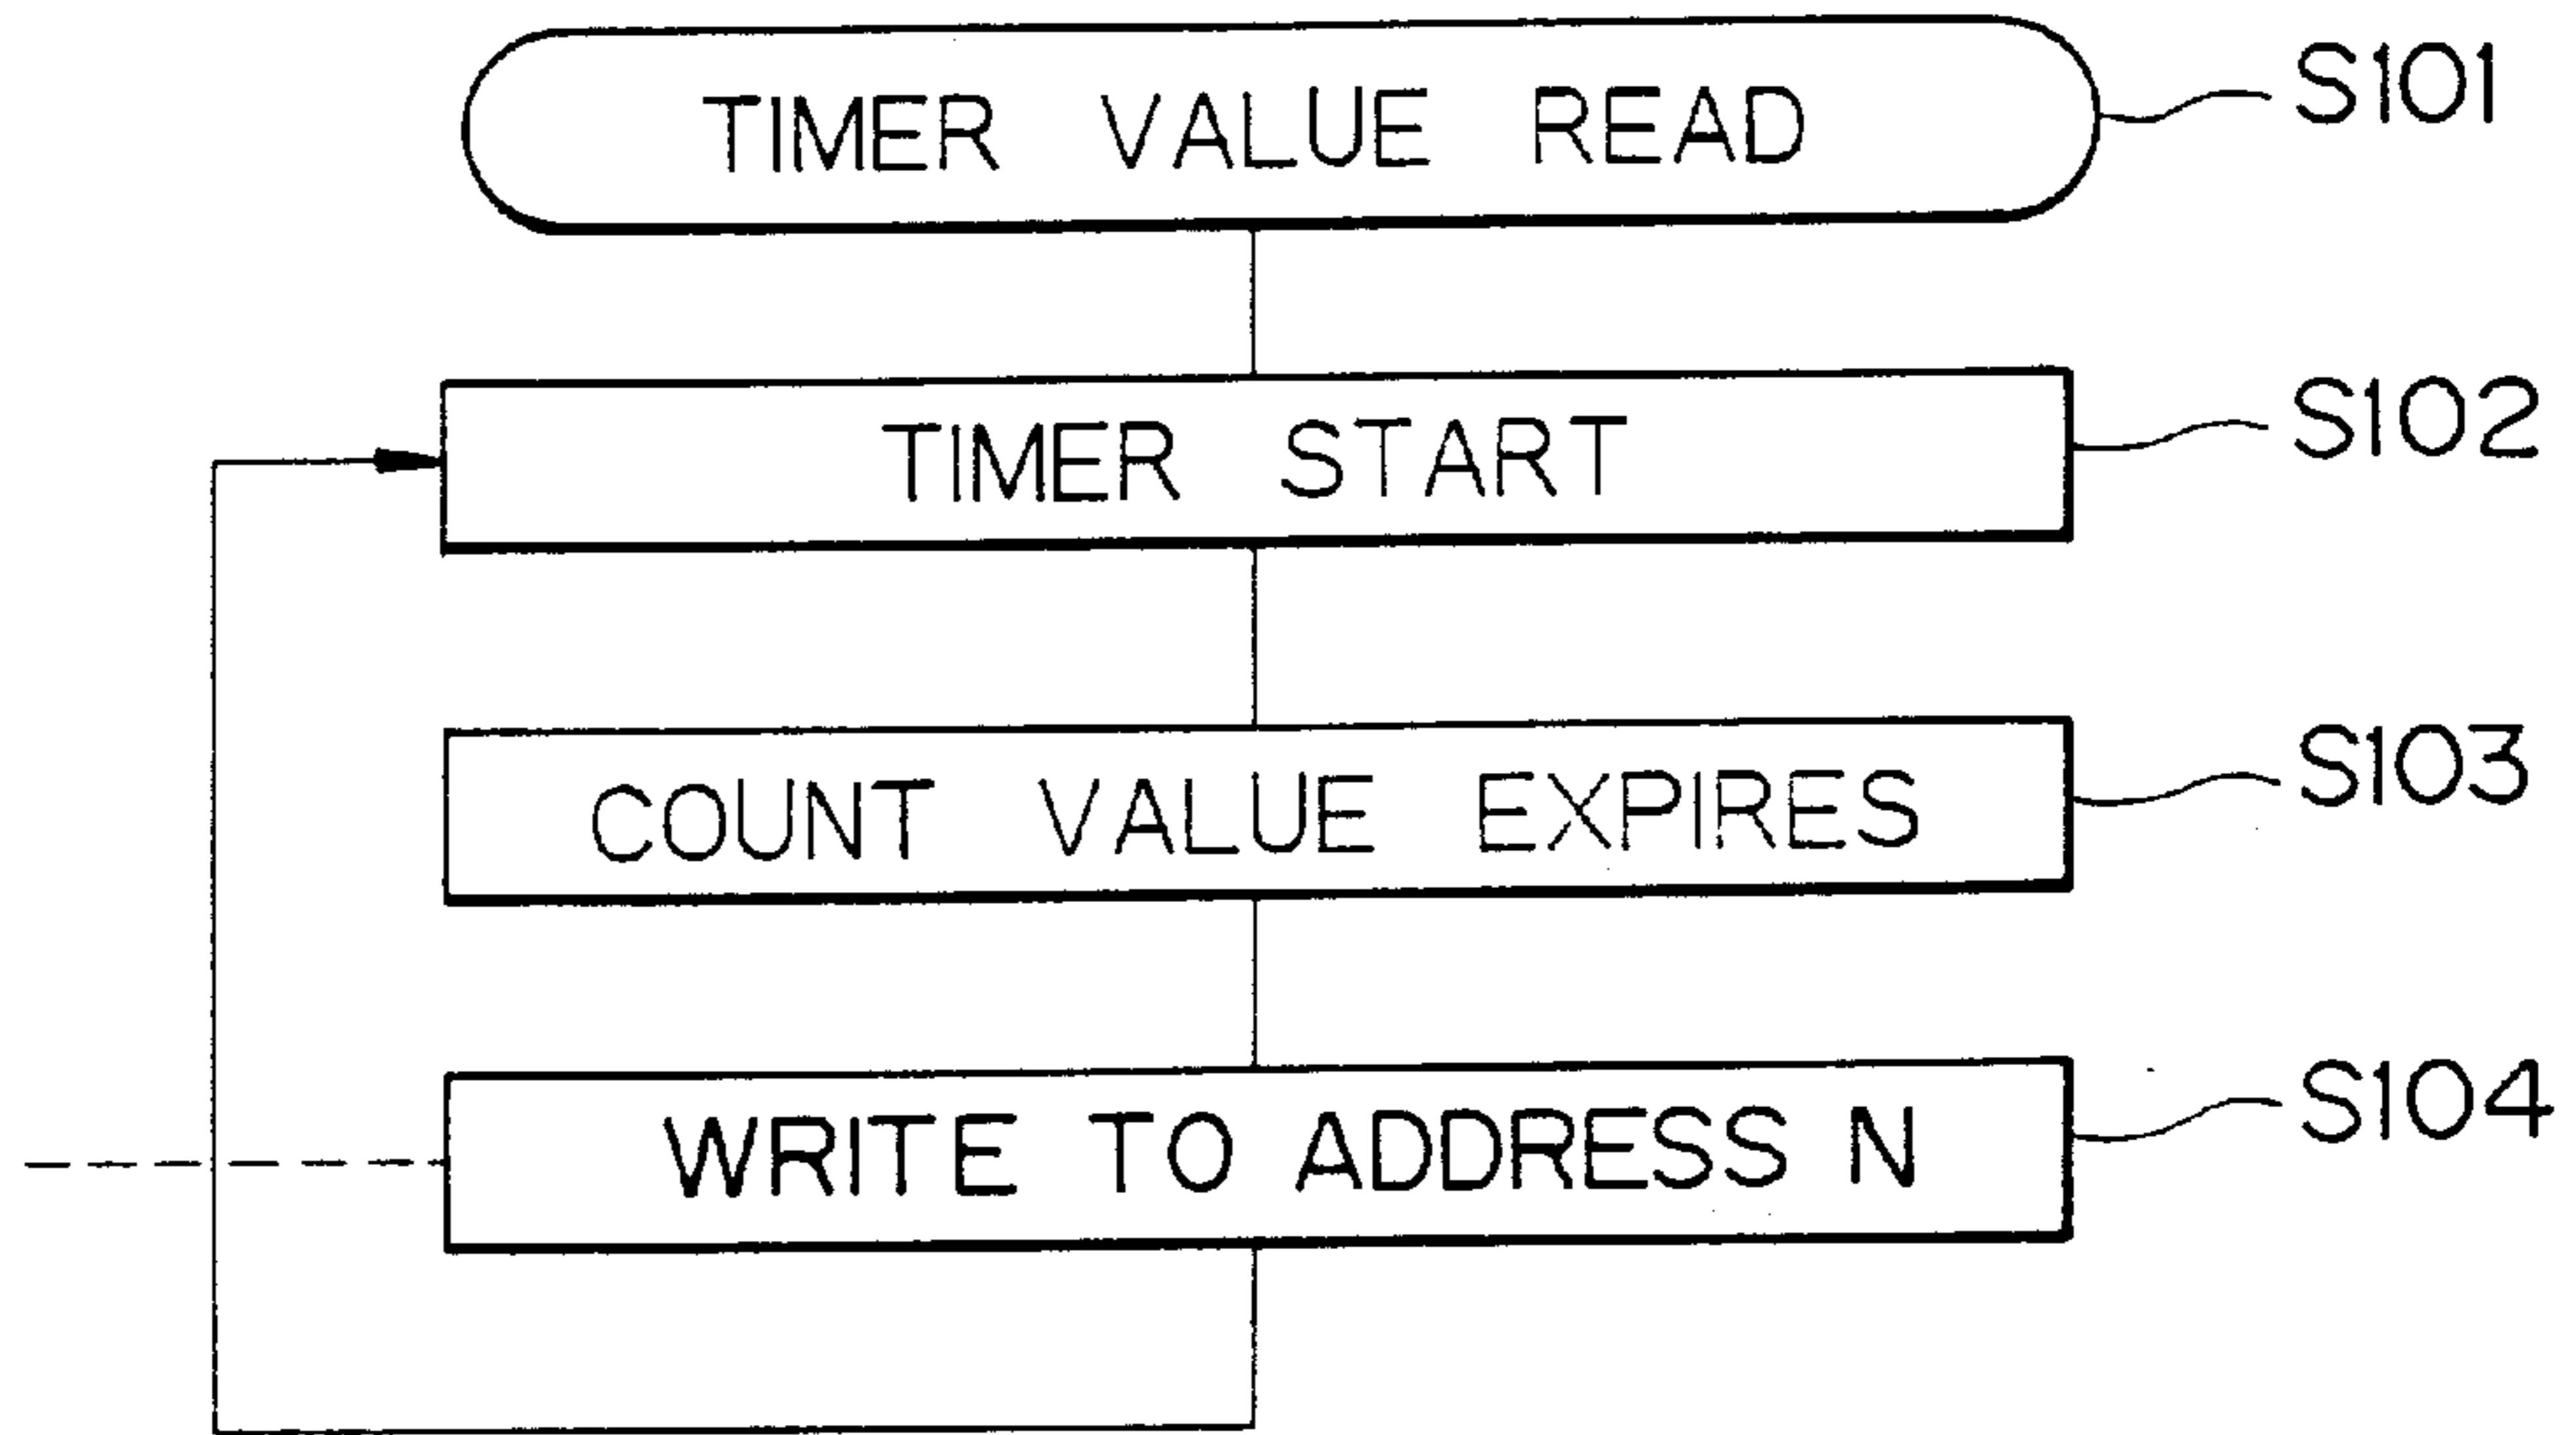 TIMER VALUE READ
S101
TIMER START
S102
COUNT VALUE EXPIRES
S103
WRITE TO ADDRESS N
S104